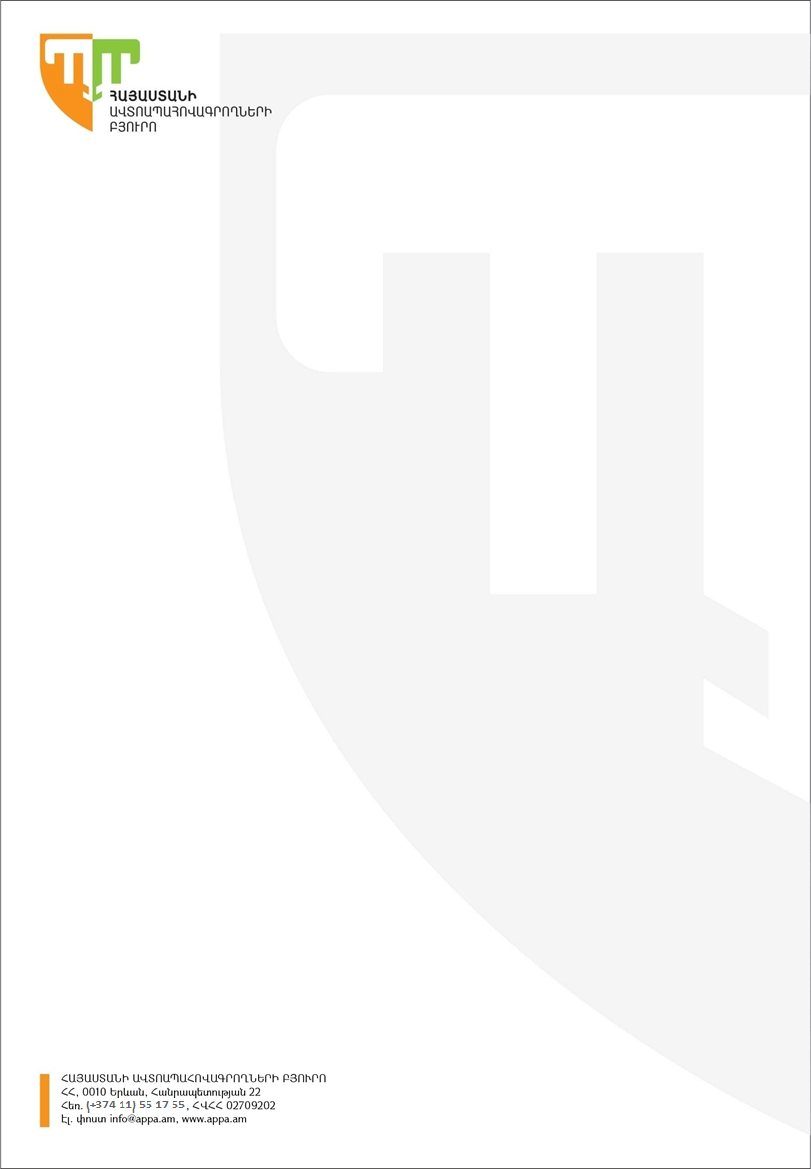 ՀԱՅԱՍՏԱՆԻ
ԱՎՏՈԱՊԱՀՈՎԱԳՐՈՂՆԵՐԻ
ԲՅՈՒՐՈ
ՀԱՅԱՍՏԱՆԻ ԱՎՏՈԱՊԱՀՈՎԱԳՐՈՂՆԵՐԻ ԲՅՈՒՐՈ
ՀՀ, 0010 Երևան, Հանրապետության 22
Հեռ. (+374 11) 55 17 55, ՀՎՀՀ 02709202
Էլ. փոստ info@appa.am, www.appa.am